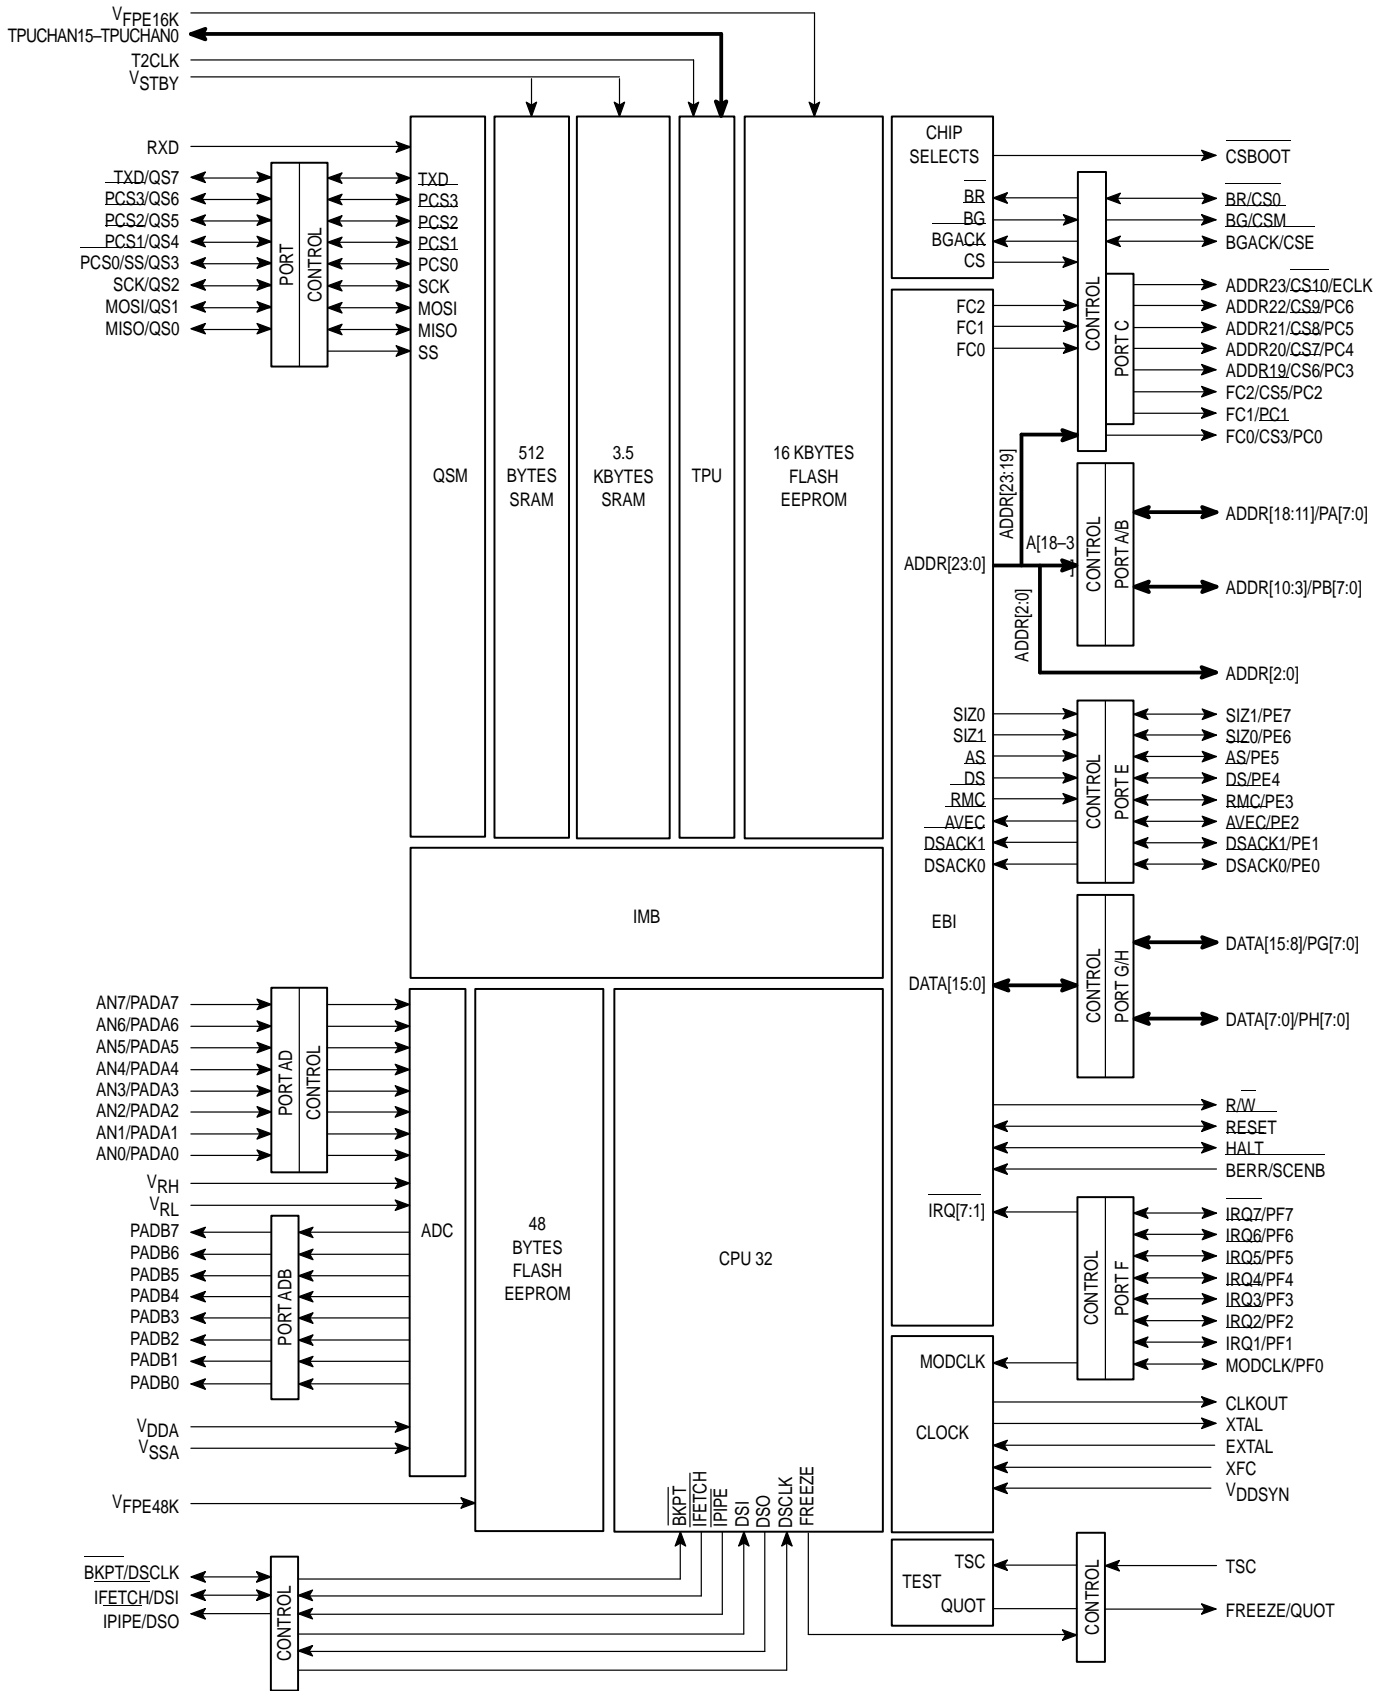 VFPE16K
TPUCHAN15–TPUCHAN0
T2CLK
VSTBY
RXD
TXD/QS7
PCS3/QS6
PCS2/QS5
PCS1/QS4
PCS0/SS/QS3
SCK/QS2
MOSI/QS1
MISO/QS0
PORT
CONTROL
TXD
PCS3
PCS2
PCS1
PCS0
SCK
MOSI
MISO
SS
QSM
512
BYTES
SRAM
3.5
KBYTES
SRAM
TPU
16 KBYTES
FLASH
EEPROM
CHIP
SELECTS
BR
BG
BGACK
CS
CONTROL
PORT C
CSBOOT
BR/CS0
BG/CSM
BGACK/CSE
ADDR23/CS10/ECLK
ADDR22/CS9/PC6
ADDR21/CS8/PC5
ADDR20/CS7/PC4
ADDR19/CS6/PC3
FC2/CS5/PC2
FC1/PC1
FC0/CS3/PC0
FC2
FC1
FC0
ADDR[23:19]
ADDR[23:0]
A[18–3
]
ADDR[2:0]
CONTROL
PORT A/B
ADDR[18:11]/PA[7:0]
ADDR[10:3]/PB[7:0]
ADDR[2:0]
SIZ0
SIZ1
AS
DS
RMC
AVEC
DSACK1
DSACK0
CONTROL
PORT E
SIZ1/PE7
SIZ0/PE6
AS/PE5
DS/PE4
RMC/PE3
AVEC/PE2
DSACK1/PE1
DSACK0/PE0
IMB
EBI
DATA[15:0]
CONTROL
PORT G/H
DATA[15:8]/PG[7:0]
DATA[7:0]/PH[7:0]
R/W
RESET
HALT
BERR/SCENB
IRQ[7:1]
CONTROL
PORT F
IRQ7/PF7
IRQ6/PF6
IRQ5/PF5
IRQ4/PF4
IRQ3/PF3
IRQ2/PF2
IRQ1/PF1
MODCLK/PF0
AN7/PADA7
AN6/PADA6
AN5/PADA5
AN4/PADA4
AN3/PADA3
AN2/PADA2
AN1/PADA1
AN0/PADA0
PORT AD
CONTROL
VRH
VRL
PADB7
PADB6
PADB5
PADB4
PADB3
PADB2
PADB1
PADB0
PORT ADB
VDDA
VSSA
VFPE48K
ADC
48
BYTES
FLASH
EEPROM
CPU 32
BKPT
IFETCH
IPIPE
DSI
DSO
DSCLK
FREEZE
MODCLK
CLOCK
CLKOUT
XTAL
EXTAL
XFC
VDDSYN
BKPT/DSCLK
IFETCH/DSI
IPIPE/DSO
CONTROL
TSC
TEST
QUOT
CONTROL
TSC
FREEZE/QUOT